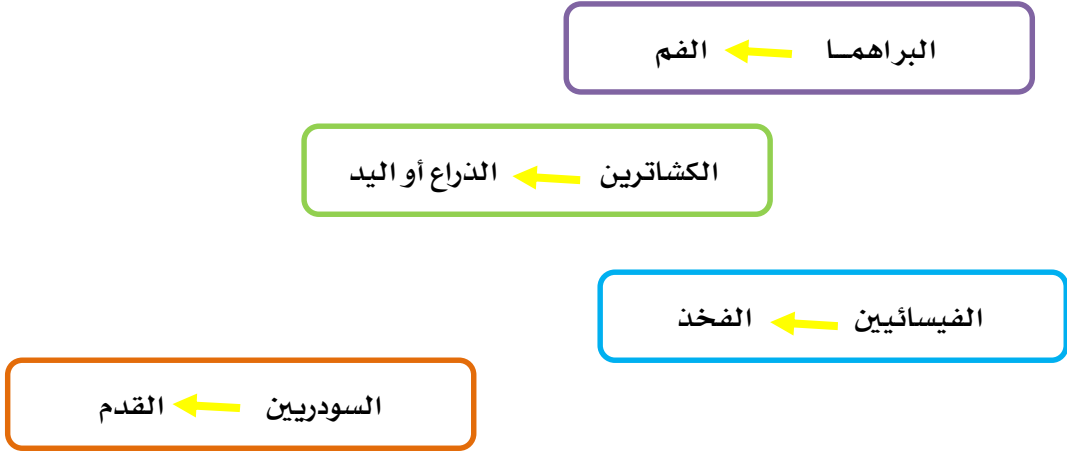 البراهمـا الفم
الكشاترين الذراع أو اليد
الفيسائيين الفخذ
السودريين القدم